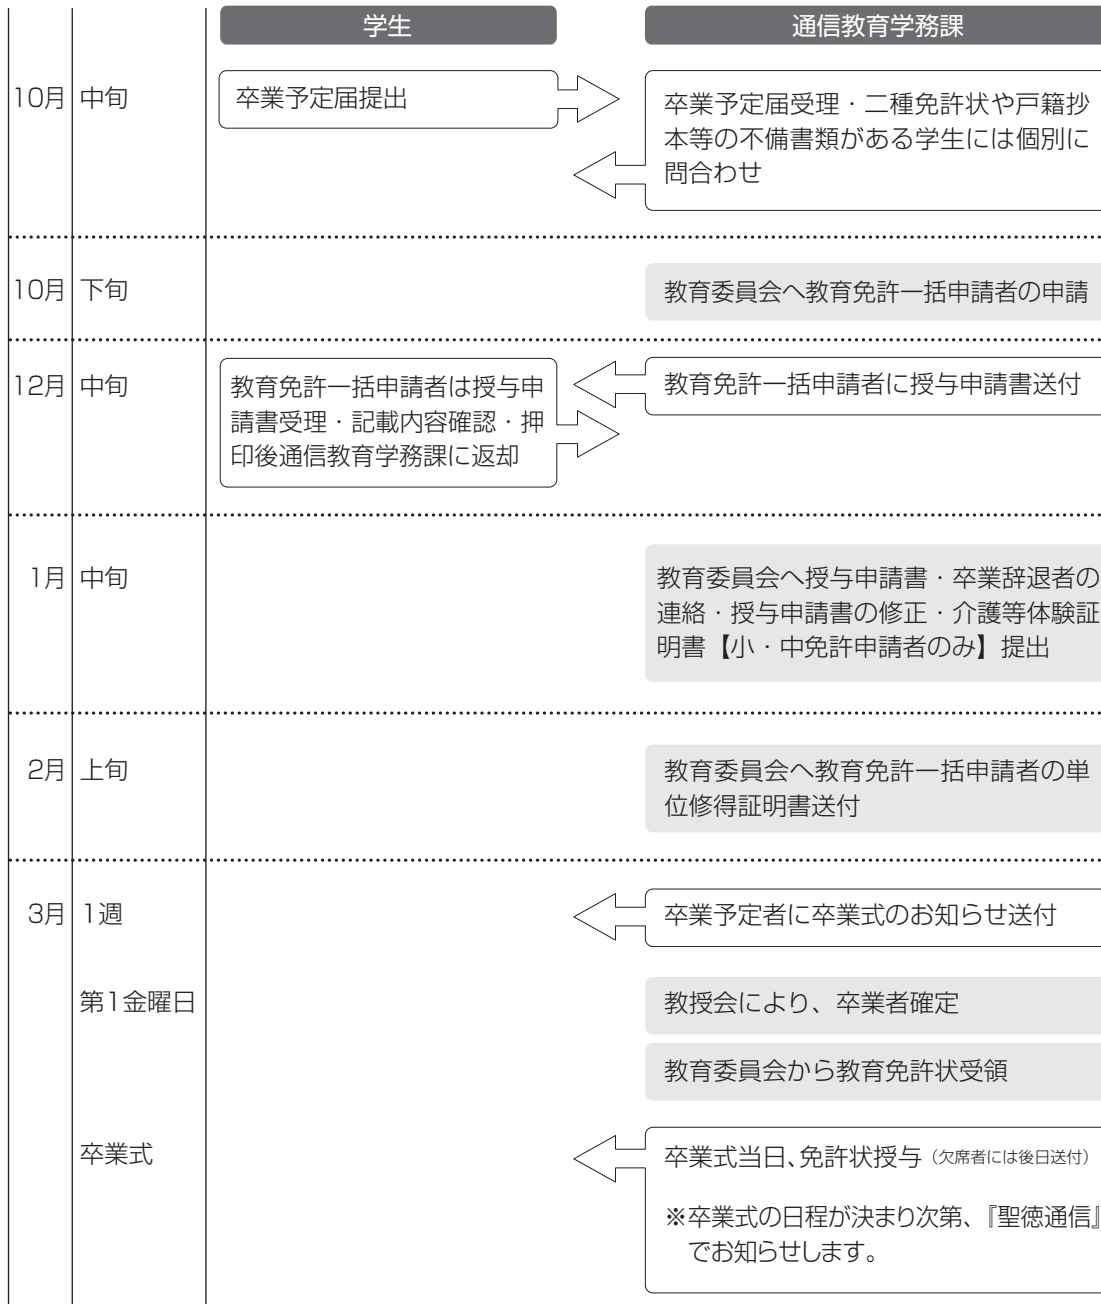 学生
通信教育学務課
10月 中旬
卒業予定届提出
卒業予定届受理・二種免許状や戸籍抄
本等の不備書類がある学生には個別に
問合わせ
10月 下旬
教育委員会へ教育免許一括申請者の申請
12月 中旬
教育免許一括申請者は授与申
請書受理・記載内容確認・押
印後通信教育学務課に返却
教育免許一括申請者に授与申請書送付
1月 中旬
教育委員会へ授与申請書・卒業辞退者の
連絡・授与申請書の修正・介護等体験証
明書【小・中免許申請者のみ】提出
2月 上旬
教育委員会へ教育免許一括申請者の単
位修得証明書送付
3月 1週
卒業予定者に卒業式のお知らせ送付
第1金曜日
教授会により、卒業者確定
教育委員会から教育免許状受領
卒業式
卒業式当日、免許状授与（欠席者には後日送付）
※卒業式の日程が決まり次第、『聖徳通信』
でお知らせします。